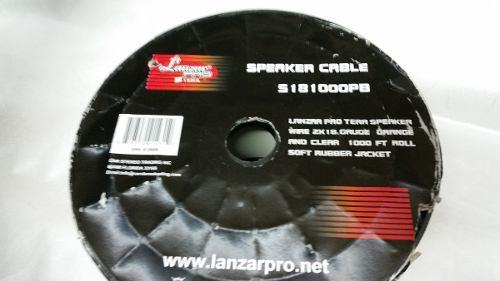 Lanzar
SPEAKER CABLE
S181000PB
LANZAR PRO TERA SPEAKER
WIRE 2X18.GAUGE ORANGE
AND CLEAR 1000 FT ROLL
SOFT RUBBER JACKET
www.lanzarpro.net